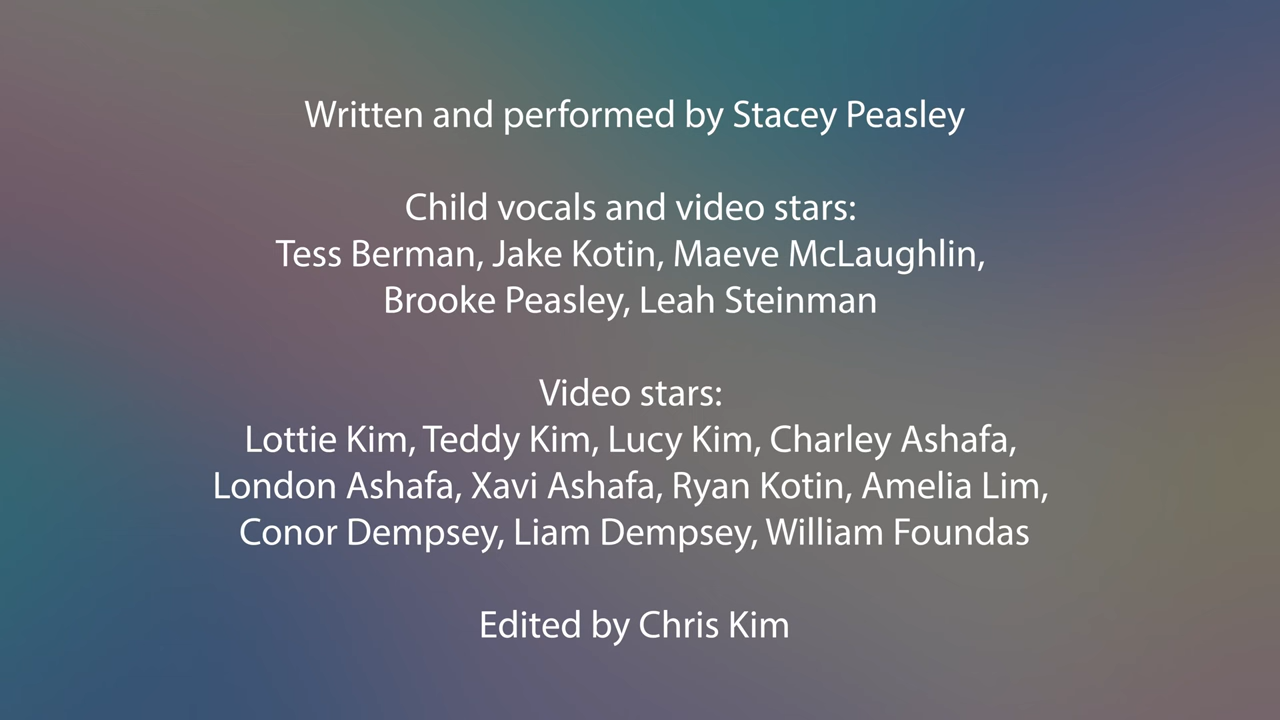 Written and performed by Stacey Peasley
Child vocals and video stars:
Tess Berman, Jake Kotin, Maeve McLaughlin,
Brooke Peasley, Leah Steinman
Video stars:
Lottie Kim, Teddy Kim, Lucy Kim, Charley Ashafa,
London Ashafa, Xavi Ashafa, Ryan Kotin, Amelia Lim,
Conor Dempsey, Liam Dempsey, William Foundas
Edited by Chris Kim